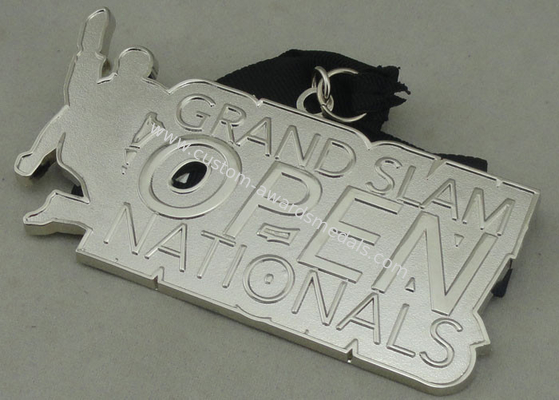 GRAND SLAM
OPEN
NATIONALS
www.custom-awardsmedals.com